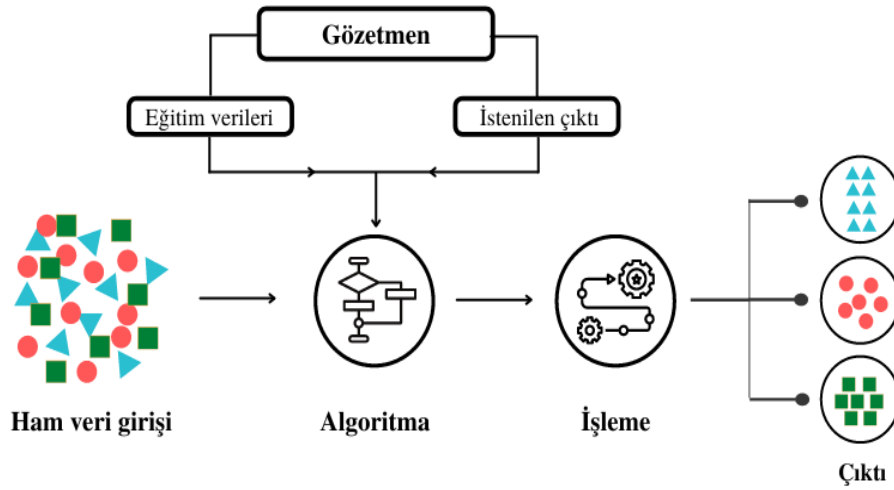 Gözetmen
Eğitim verileri
İstenilen çıktı
Ham veri girişi
Algoritma
İşleme
Çıktı